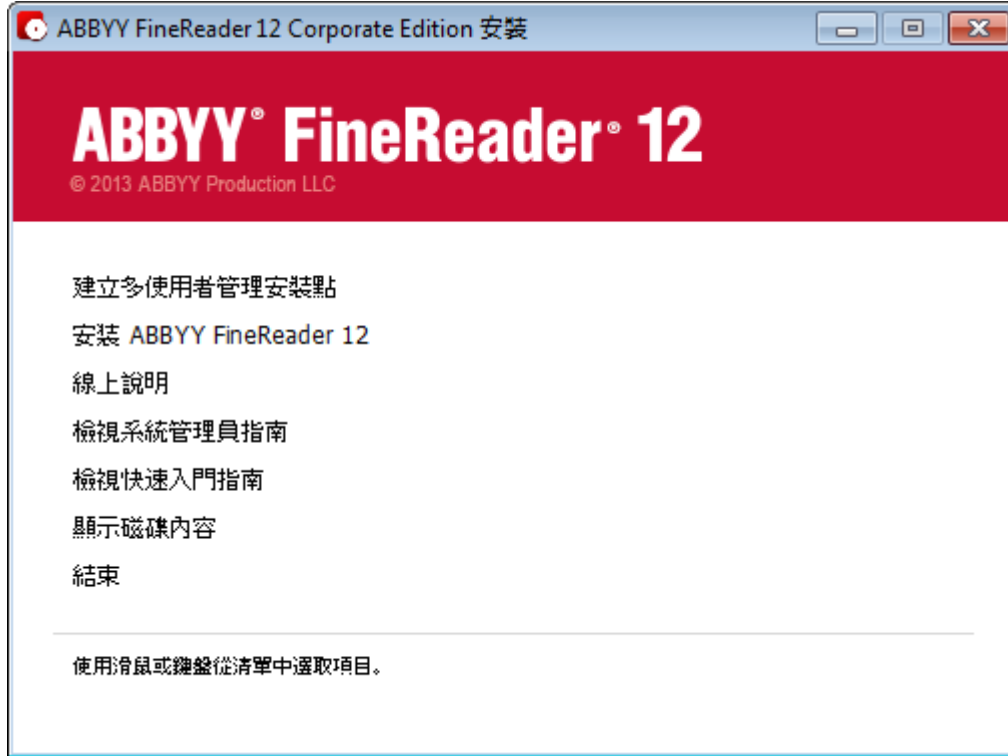 ABBYY FineReader 12 Corporate Edition 安裝
ABBYY® FineReader® 12
© 2013 ABBYY Production LLC
建立多使用者管理安裝點
安裝 ABBYY FineReader 12
線上說明
檢視系統管理員指南
檢視快速入門指南
顯示磁碟內容
結束
使用滑鼠或鍵盤從清單中選取項目。